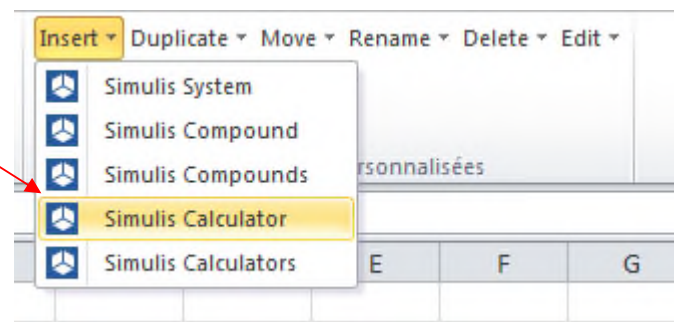 Insert Duplicate Move Rename Delete Edit
Simulis System
Simulis Compound
Simulis Compounds
rsonnalisées
Simulis Calculator
Simulis Calculators
E F G